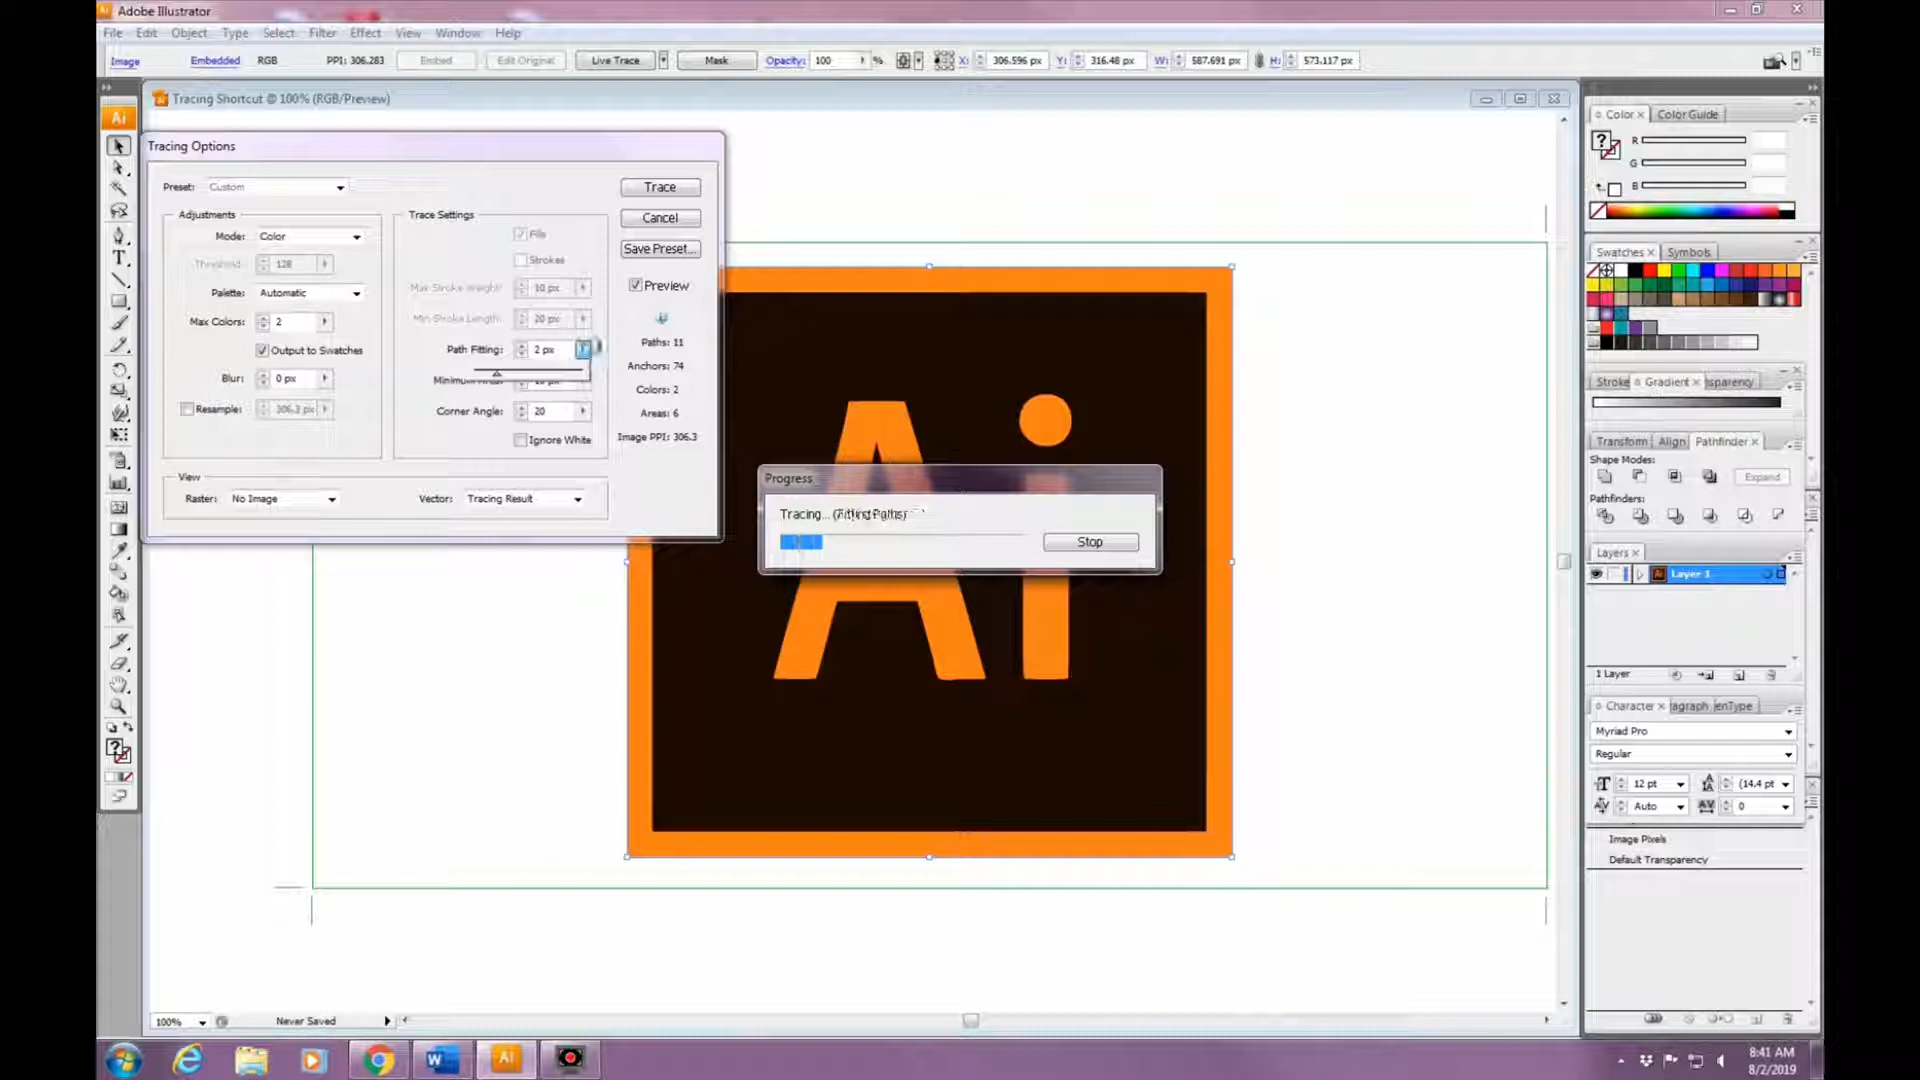 Adobe Illustrator
File Edit Object Type Select Filter Effect View Window Help
Image Embedded RGB PPI: 306.283 Embed Edit Original Live Trace Mask Opacity: 100 % X: 306.596 px Y: 316.48 px W: 587.691 px H: 573.117 px
Tracing Shortcut @ 100% (RGB/Preview)
Ai
Tracing Options
Preset: Custom
Trace
Cancel
Save Preset...
Preview
Adjustments
Mode: Color
Threshold: 128
Palette: Automatic
Max Colors: 2
Output to Swatches
Blur: 0 px
Resample: 306.3 px
Trace Settings
Fills
Strokes
Max Stroke Weight: 10 px
Min Stroke Length: 20 px
Path Fitting: 2 px
Minimum Area: 10 px
Corner Angle: 20
Ignore White
Paths: 11
Anchors: 74
Colors: 2
Areas: 6
Image PPI: 306.3
View
Raster: No Image
Vector: Tracing Result
Ai
Progress
Tracing... (Fitting Paths)
Stop
Color Color Guide
R
G
B
Swatches Symbols
Stroke Gradient
Transform Align Pathfinder
Shape Modes:
Expand
Pathfinders:
Layers
Layer 1
1 Layer
Character aragraph enType
Myriad Pro
Regular
12 pt (14.4 pt
Auto 0
Image Pixels
Default Transparency
100% Never Saved
W Ai
8:41 AM
8/2/2019